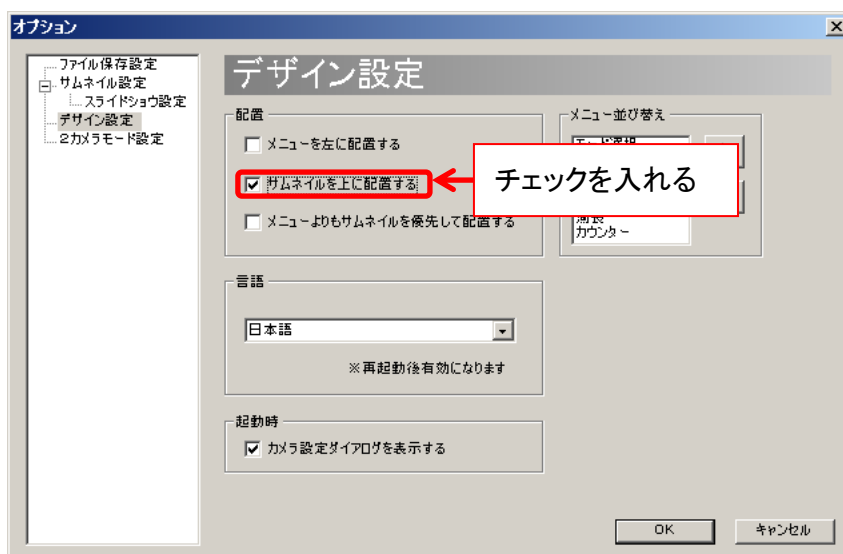 オプション
ファイル保存設定
サムネイル設定
スライドショウ設定
デザイン設定
2カメラモード設定
デザイン設定
配置
メニューを左に配置する
サムネイルを上に配置する
メニューよりもサムネイルを優先して配置する
メニュー並び替え
カウンター
チェックを入れる
言語
日本語
※再起動後有効になります
起動時
カメラ設定ダイアログを表示する
OK
キャンセル